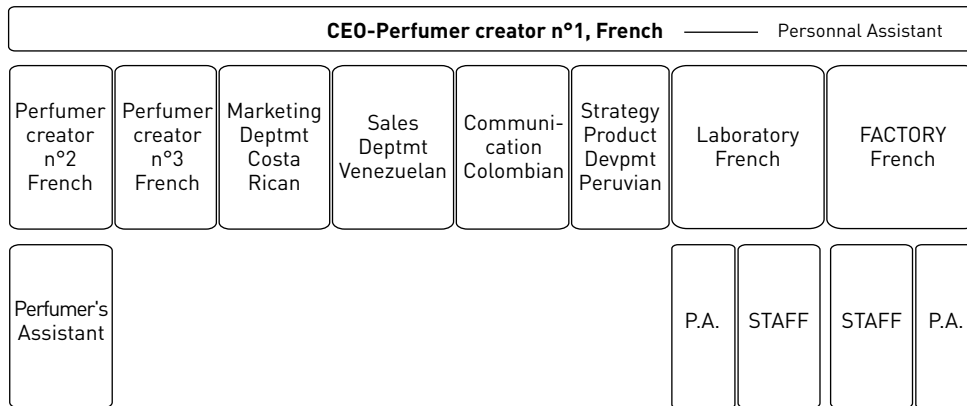 CEO-Perfumer creator n°1, French Personnal Assistant
Perfumer
creator
n°2
French
Perfumer
creator
n°3
French
Marketing
Deptmt
Costa
Rican
Sales
Deptmt
Venezuelan
Communi-
cation
Colombian
Strategy
Product
Devpmt
Peruvian
Laboratory
French
FACTORY
French
Perfumer's
Assistant
P.A.
STAFF
STAFF
P.A.